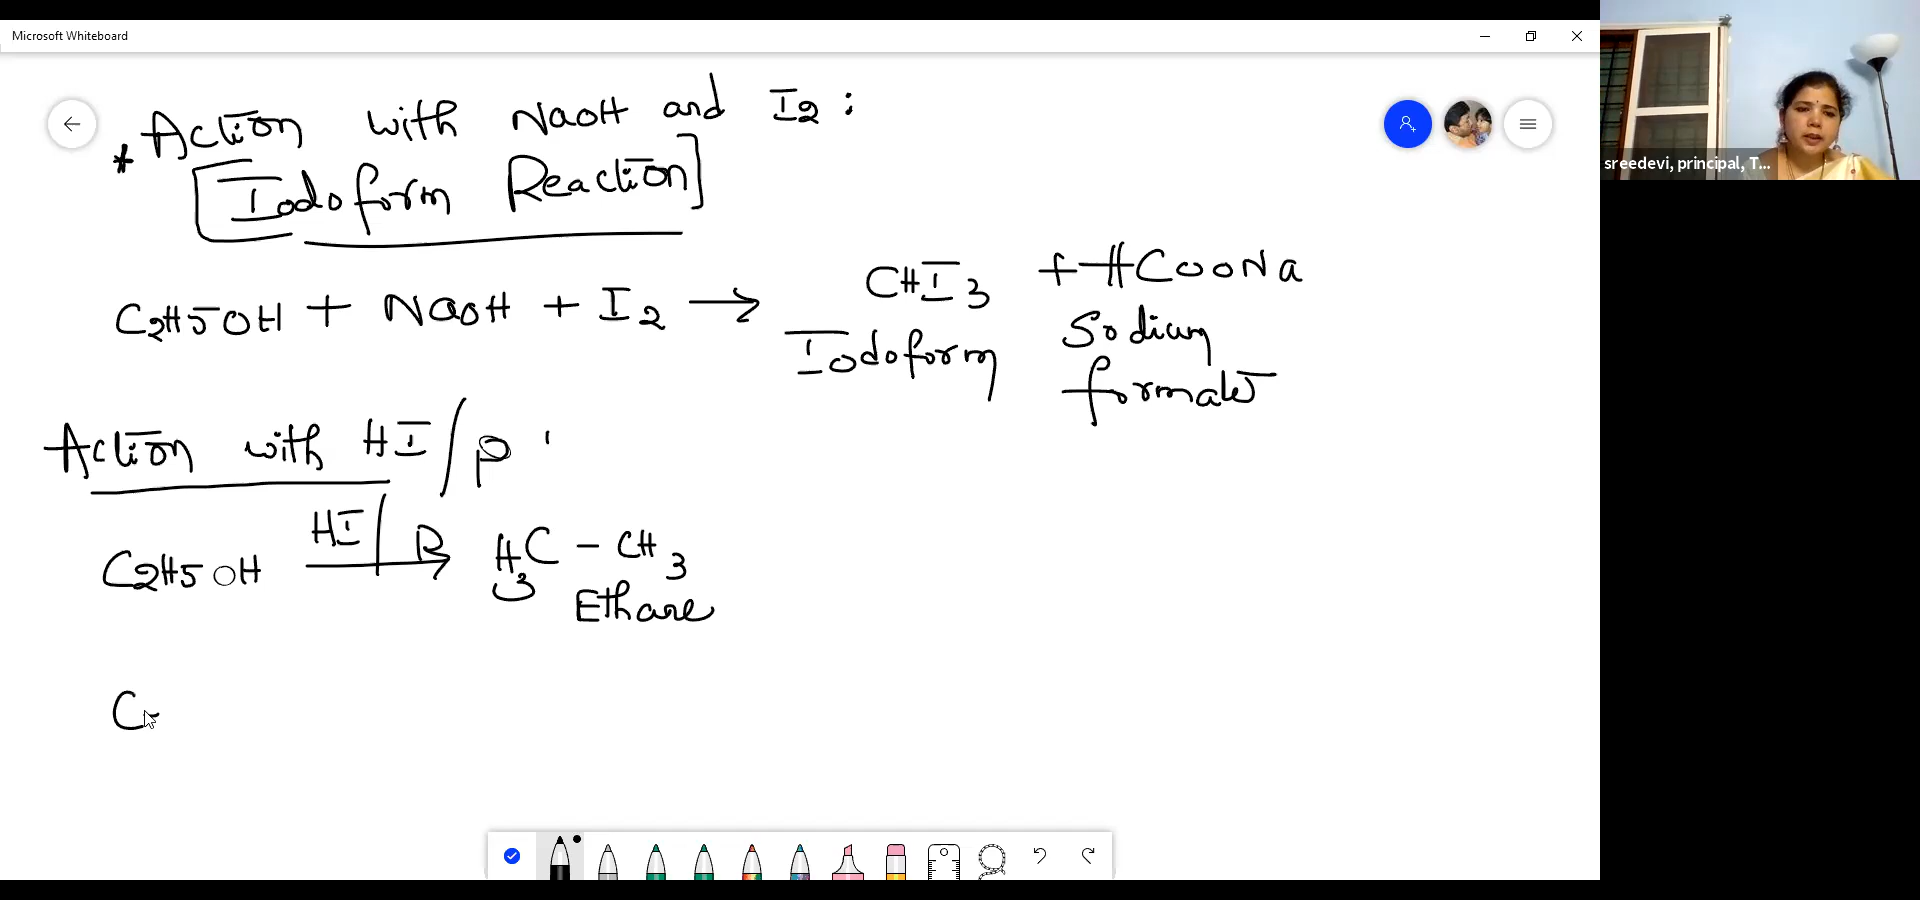 Microsoft Whiteboard
* Action with NaOH and I2 :
[Iodoform Reaction]
C2H5OH + NaOH + I2 → CHI3 + HCOONa
Iodoform Sodium
formate
Action with HI/P
C2H5OH HI/P → H3C - CH3
Ethane
C
sreedevi, principal, T...